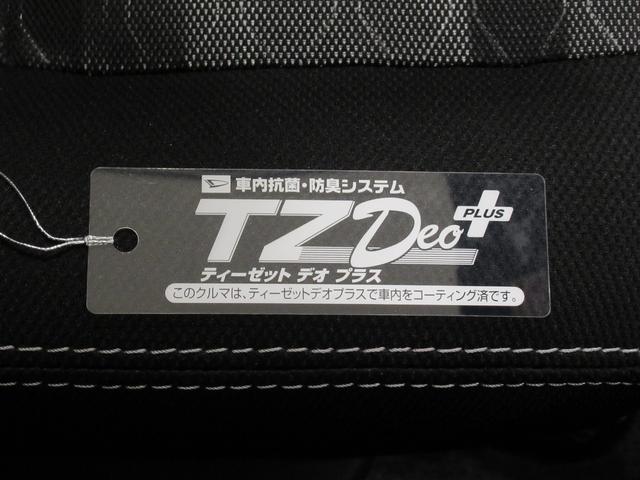 車内抗菌・防臭システム
TZ Deo PLUS
ティーゼット デオ プラス
このクルマは、ティーゼットデオプラスで車内をコーティング済です。